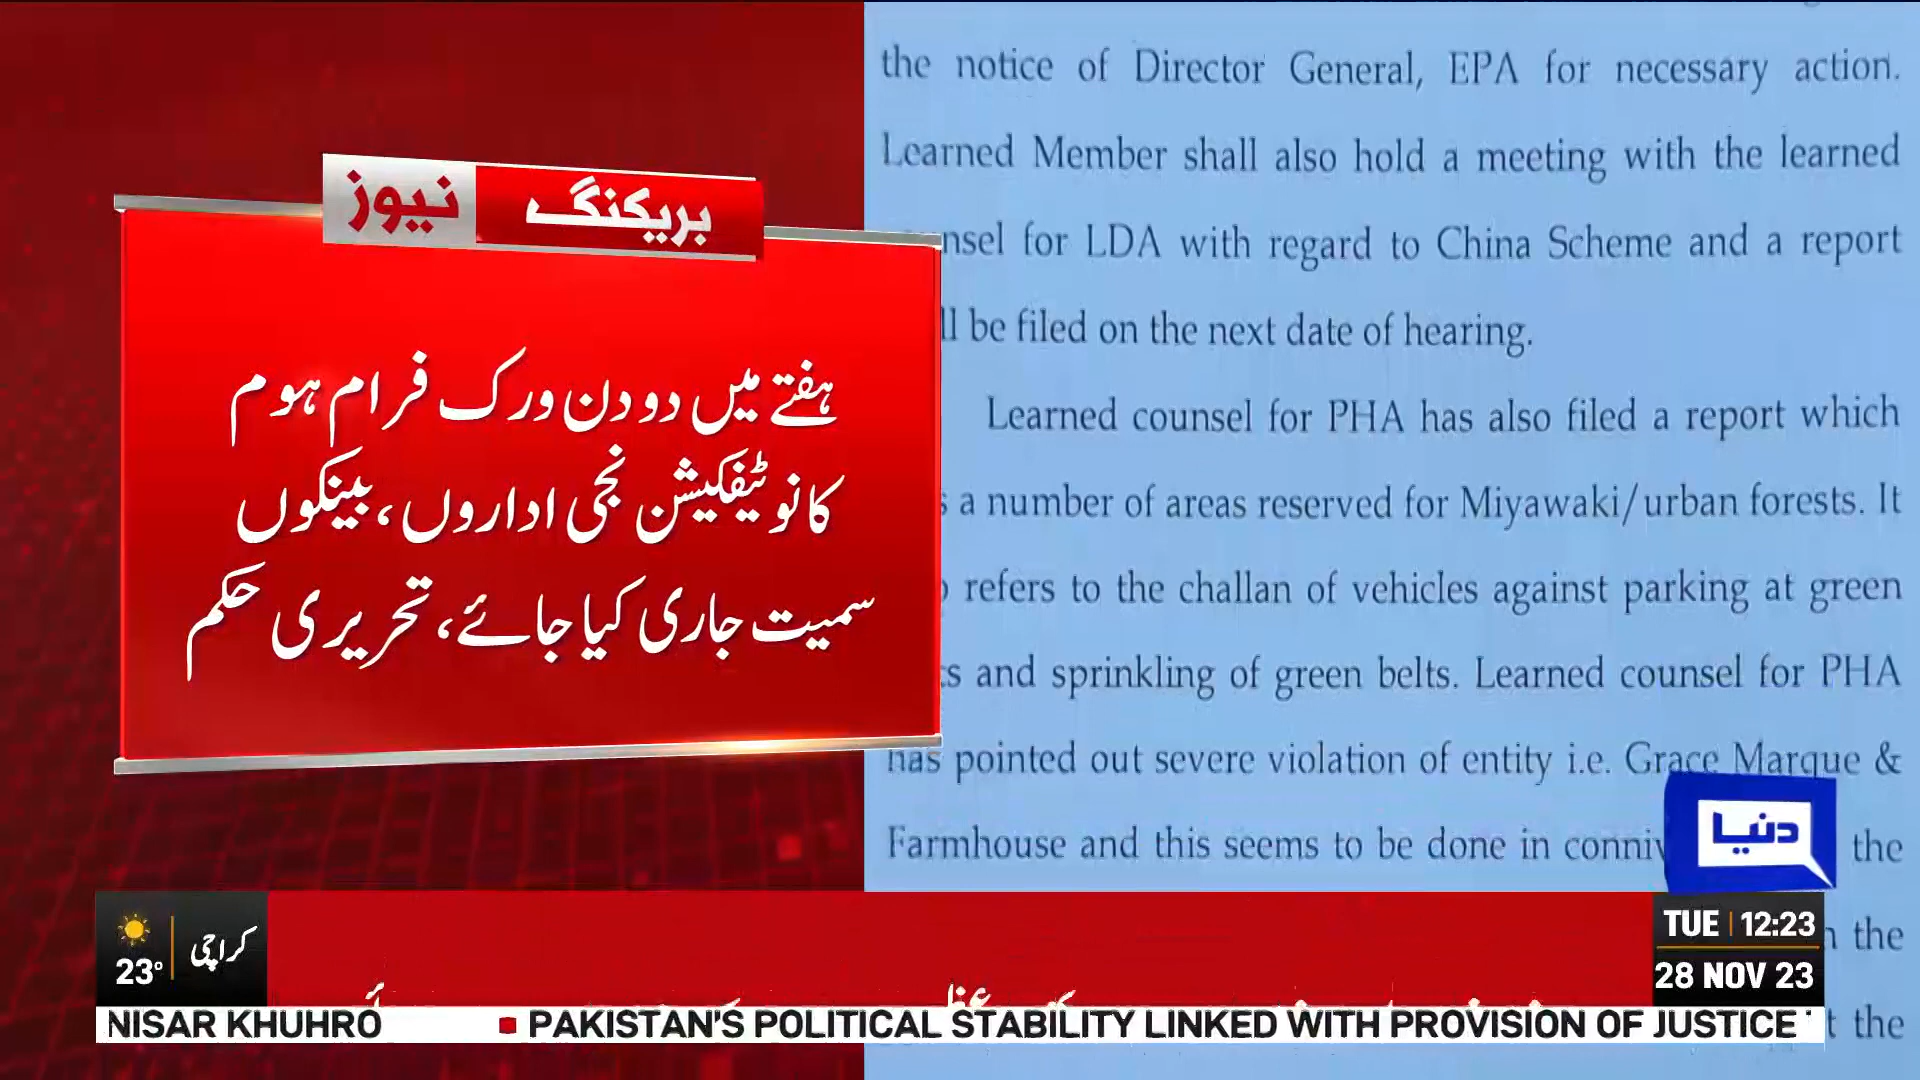 بریکنگ نیوز
ہفتے میں دو دن ورک فرام ہوم
کا نوٹیفکیشن نجی اداروں، بینکوں
سمیت جاری کیا جائے، تحریری حکم
the notice of Director General, EPA for necessary action.
Learned Member shall also hold a meeting with the learned
nsel for LDA with regard to China Scheme and a report
ll be filed on the next date of hearing.
Learned counsel for PHA has also filed a report which
a number of areas reserved for Miyawaki/urban forests. It
refers to the challan of vehicles against parking at green
s and sprinkling of green belts. Learned counsel for PHA
has pointed out severe violation of entity i.e. Grace Marque &
Farmhouse and this seems to be done in conniv the
the
t the
دنیا
23° کراچی
TUE | 12:23
28 NOV 23
NISAR KHUHRO ■ PAKISTAN'S POLITICAL STABILITY LINKED WITH PROVISION OF JUSTICE